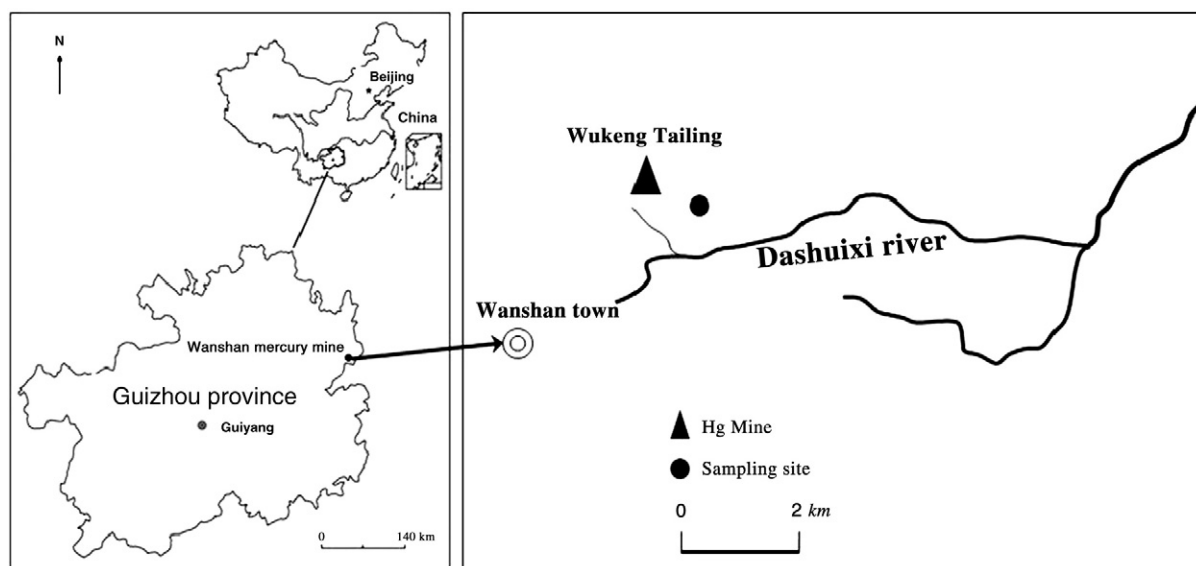 N
Beijing
China
Wanshan mercury mine
Guizhou province
Guiyang
0 140 km
Wukeng Tailing
Dashuixi river
Wanshan town
Hg Mine
Sampling site
0 2 km